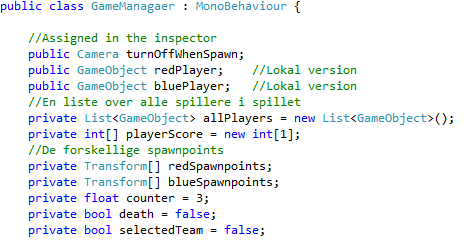 public class GameManagaer : MonoBehaviour {
//Assigned in the inspector
public Camera turnOffWhenSpawn;
public GameObject redPlayer; //Lokal version
public GameObject bluePlayer; //Lokal version
//En liste over alle spillere i spillet
private List<GameObject> allPlayers = new List<GameObject>();
private int[] playerScore = new int[1];
//De forskellige spawnpoints
private Transform[] redSpawnpoints;
private Transform[] blueSpawnpoints;
private float counter = 3;
private bool death = false;
private bool selectedTeam = false;